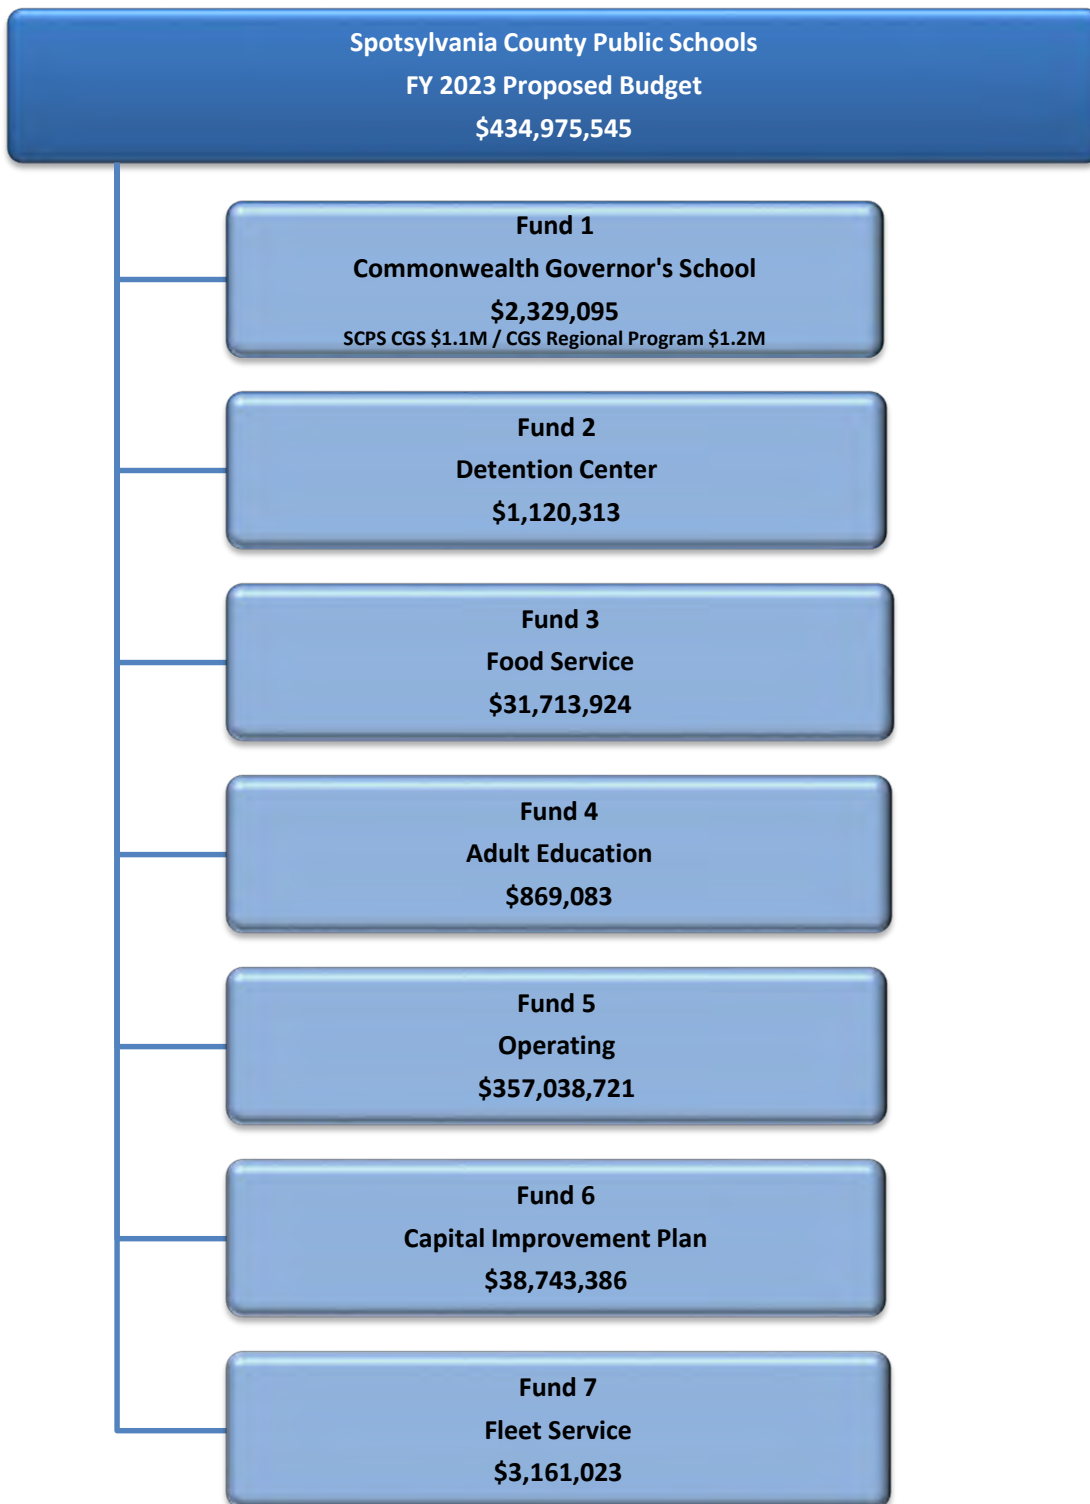 Spotsylvania County Public Schools
FY 2023 Proposed Budget
$434,975,545
Fund 1
Commonwealth Governor's School
$2,329,095
SCPS CGS $1.1M / CGS Regional Program $1.2M
Fund 2
Detention Center
$1,120,313
Fund 3
Food Service
$31,713,924
Fund 4
Adult Education
$869,083
Fund 5
Operating
$357,038,721
Fund 6
Capital Improvement Plan
$38,743,386
Fund 7
Fleet Service
$3,161,023